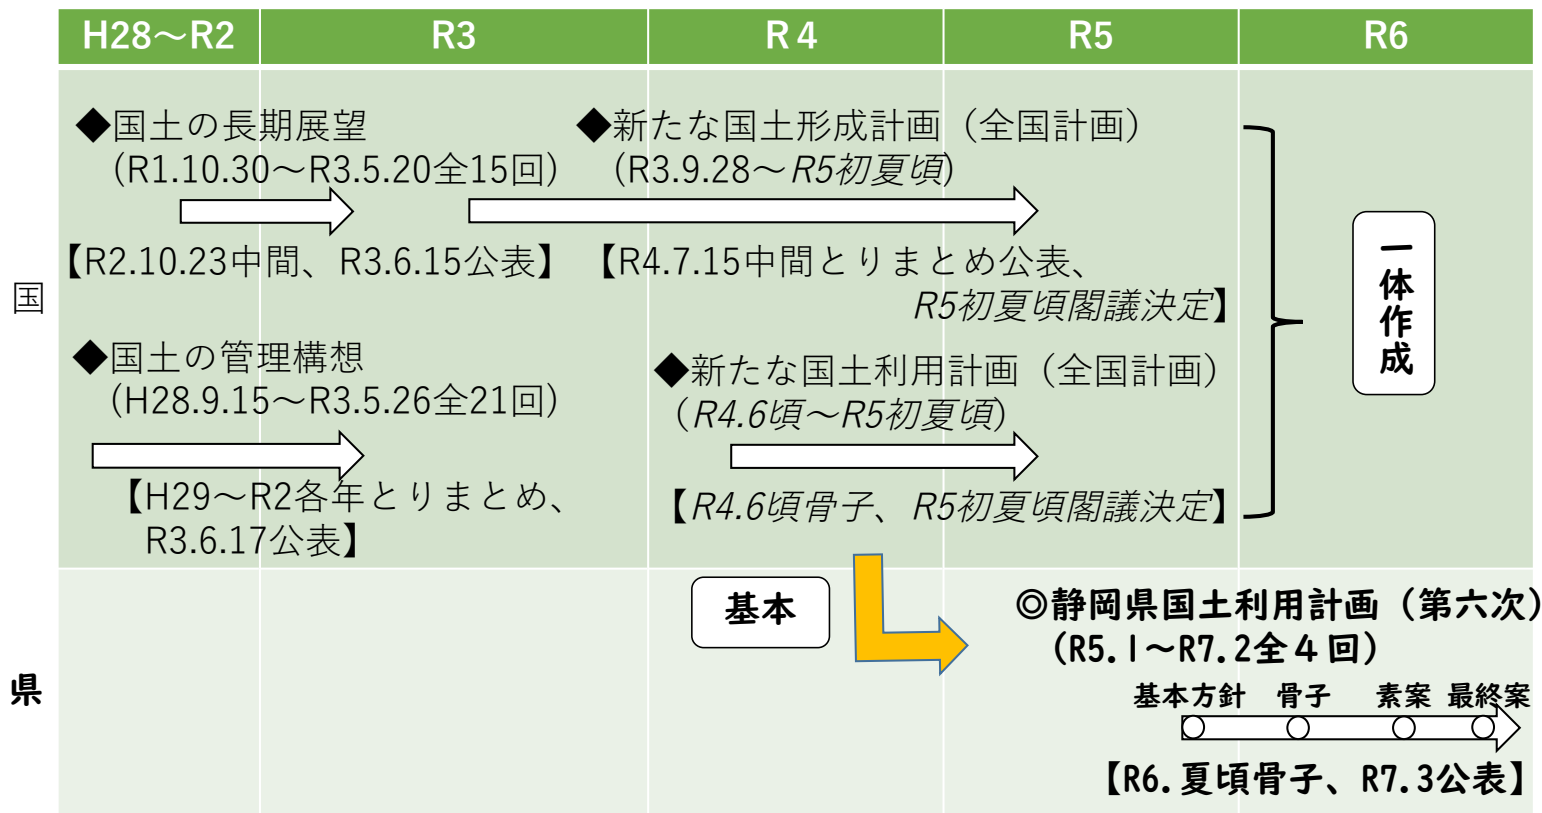 H28～R2
R3
R４
R5
R6
国
◆国土の長期展望
(R1.10.30～R3.5.20全15回)
【R2.10.23中間、R3.6.15公表】
◆新たな国土形成計画（全国計画）
(R3.9.28～R5初夏頃)
【R4.7.15中間とりまとめ公表、
R5初夏頃閣議決定】
◆国土の管理構想
(H28.9.15～R3.5.26全21回)
【H29～R2各年とりまとめ、
R3.6.17公表】
◆新たな国土利用計画（全国計画）
（R4.6頃～R5初夏頃）
【R4.6頃骨子、R5初夏頃閣議決定】
一体作成
県
基本
◎静岡県国土利用計画（第六次）
（R5.1～R7.2全４回）
基本方針 骨子 素案 最終案
【R6.夏頃骨子、R7.3公表】